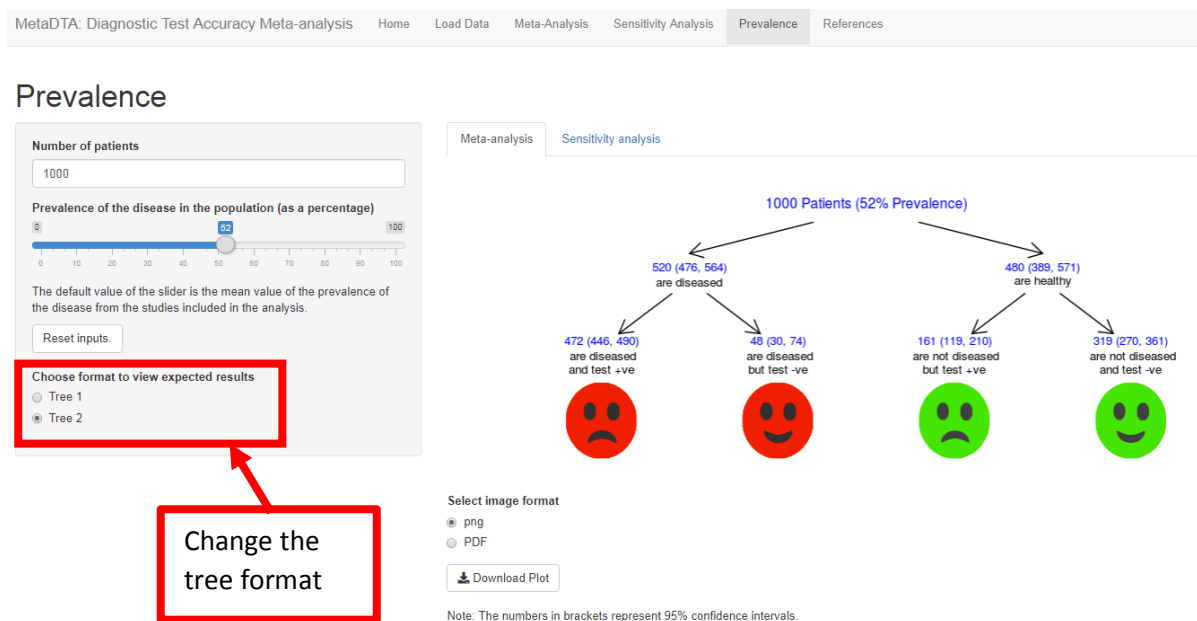 MetaDTA: Diagnostic Test Accuracy Meta-analysis Home Load Data Meta-Analysis Sensitivity Analysis Prevalence References
Prevalence
Number of patients
1000
Prevalence of the disease in the population (as a percentage)
0 52 100
0 10 20 30 40 50 60 70 80 90 100
The default value of the slider is the mean value of the prevalence of
the disease from the studies included in the analysis.
Reset inputs.
Choose format to view expected results
Tree 1
Tree 2
Change the
tree format
Meta-analysis Sensitivity analysis
1000 Patients (52% Prevalence)
520 (476, 564)
are diseased
480 (389, 571)
are healthy
472 (446, 490)
are diseased
and test +ve
48 (30, 74)
are diseased
but test -ve
161 (119, 210)
are not diseased
but test +ve
319 (270, 361)
are not diseased
and test -ve
Select image format
png
PDF
Download Plot
Note: The numbers in brackets represent 95% confidence intervals.